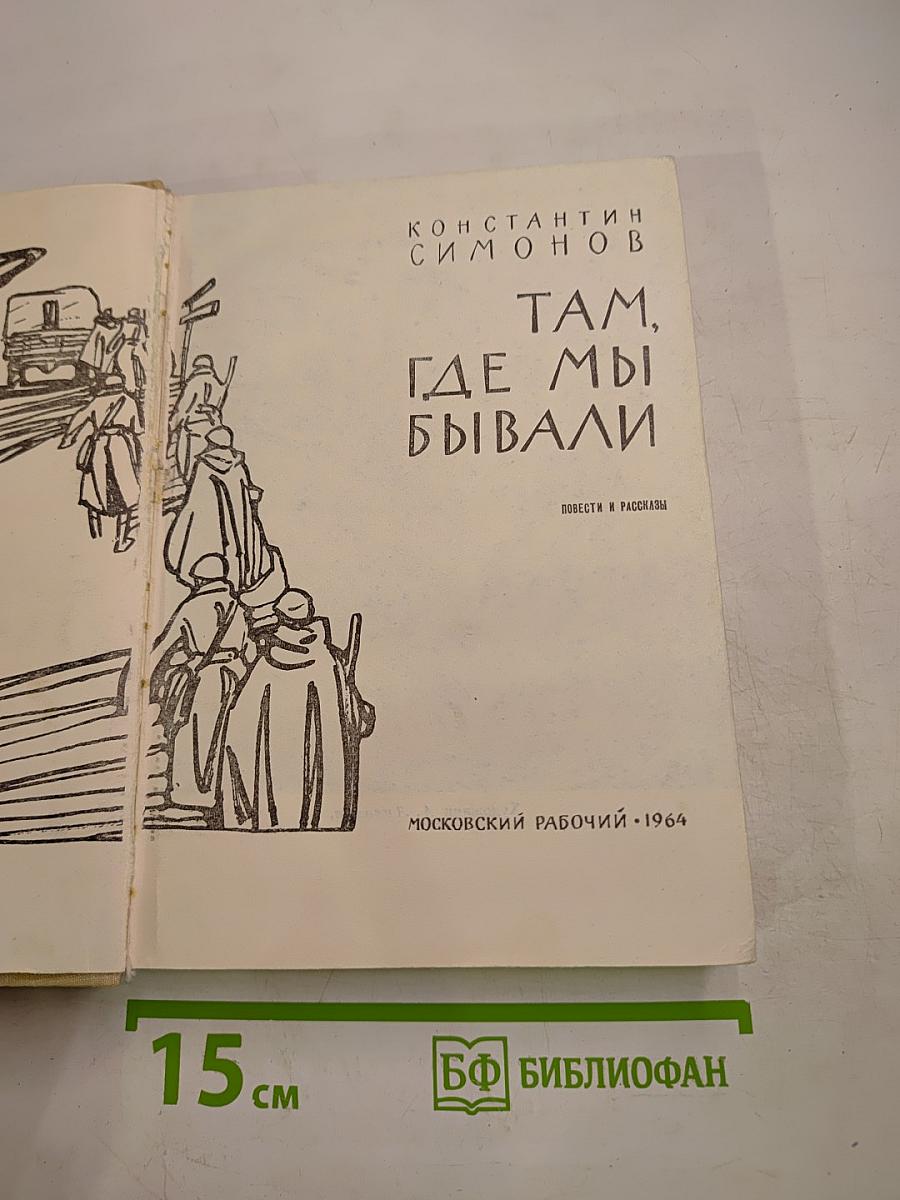 КОНСТАНТИН
СИМОНОВ
ТАМ,
ГДЕ МЫ
БЫВАЛИ
ПОВЕСТИ И РАССКАЗЫ
МОСКОВСКИЙ РАБОЧИЙ • 1964
15 см
БФ БИБЛИОФАН